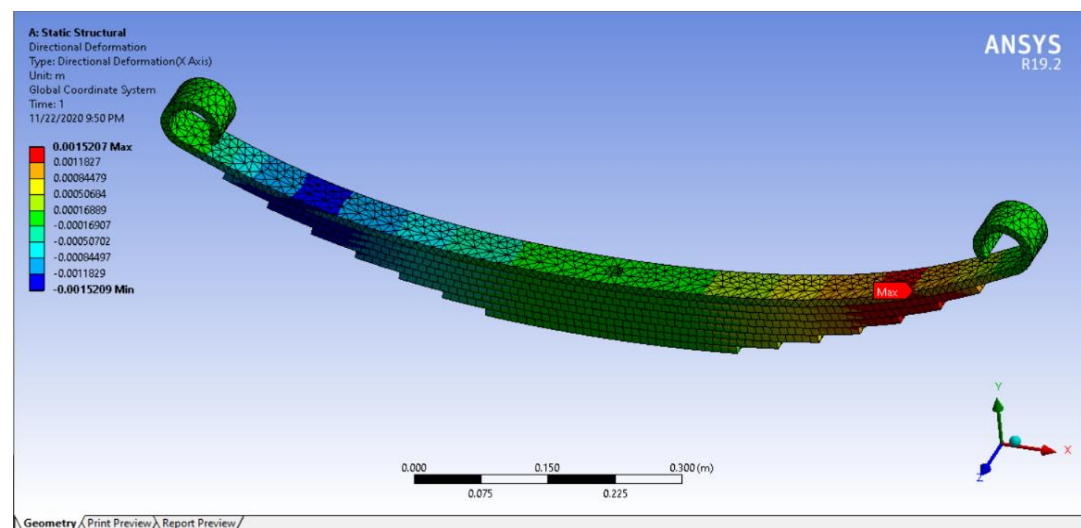 A: Static Structural
Directional Deformation
Type: Directional Deformation(X Axis)
Unit: m
Global Coordinate System
Time: 1
11/22/2020 9:50 PM
0.0015207 Max
0.0011827
0.00084479
0.00050684
0.00016889
-0.00016907
-0.00050702
-0.00084497
-0.0011829
-0.0015209 Min
ANSYS
R19.2
Max
Y
X
Z
0.000 0.150 0.300 (m)
0.075 0.225
Geometry Print Preview Report Preview